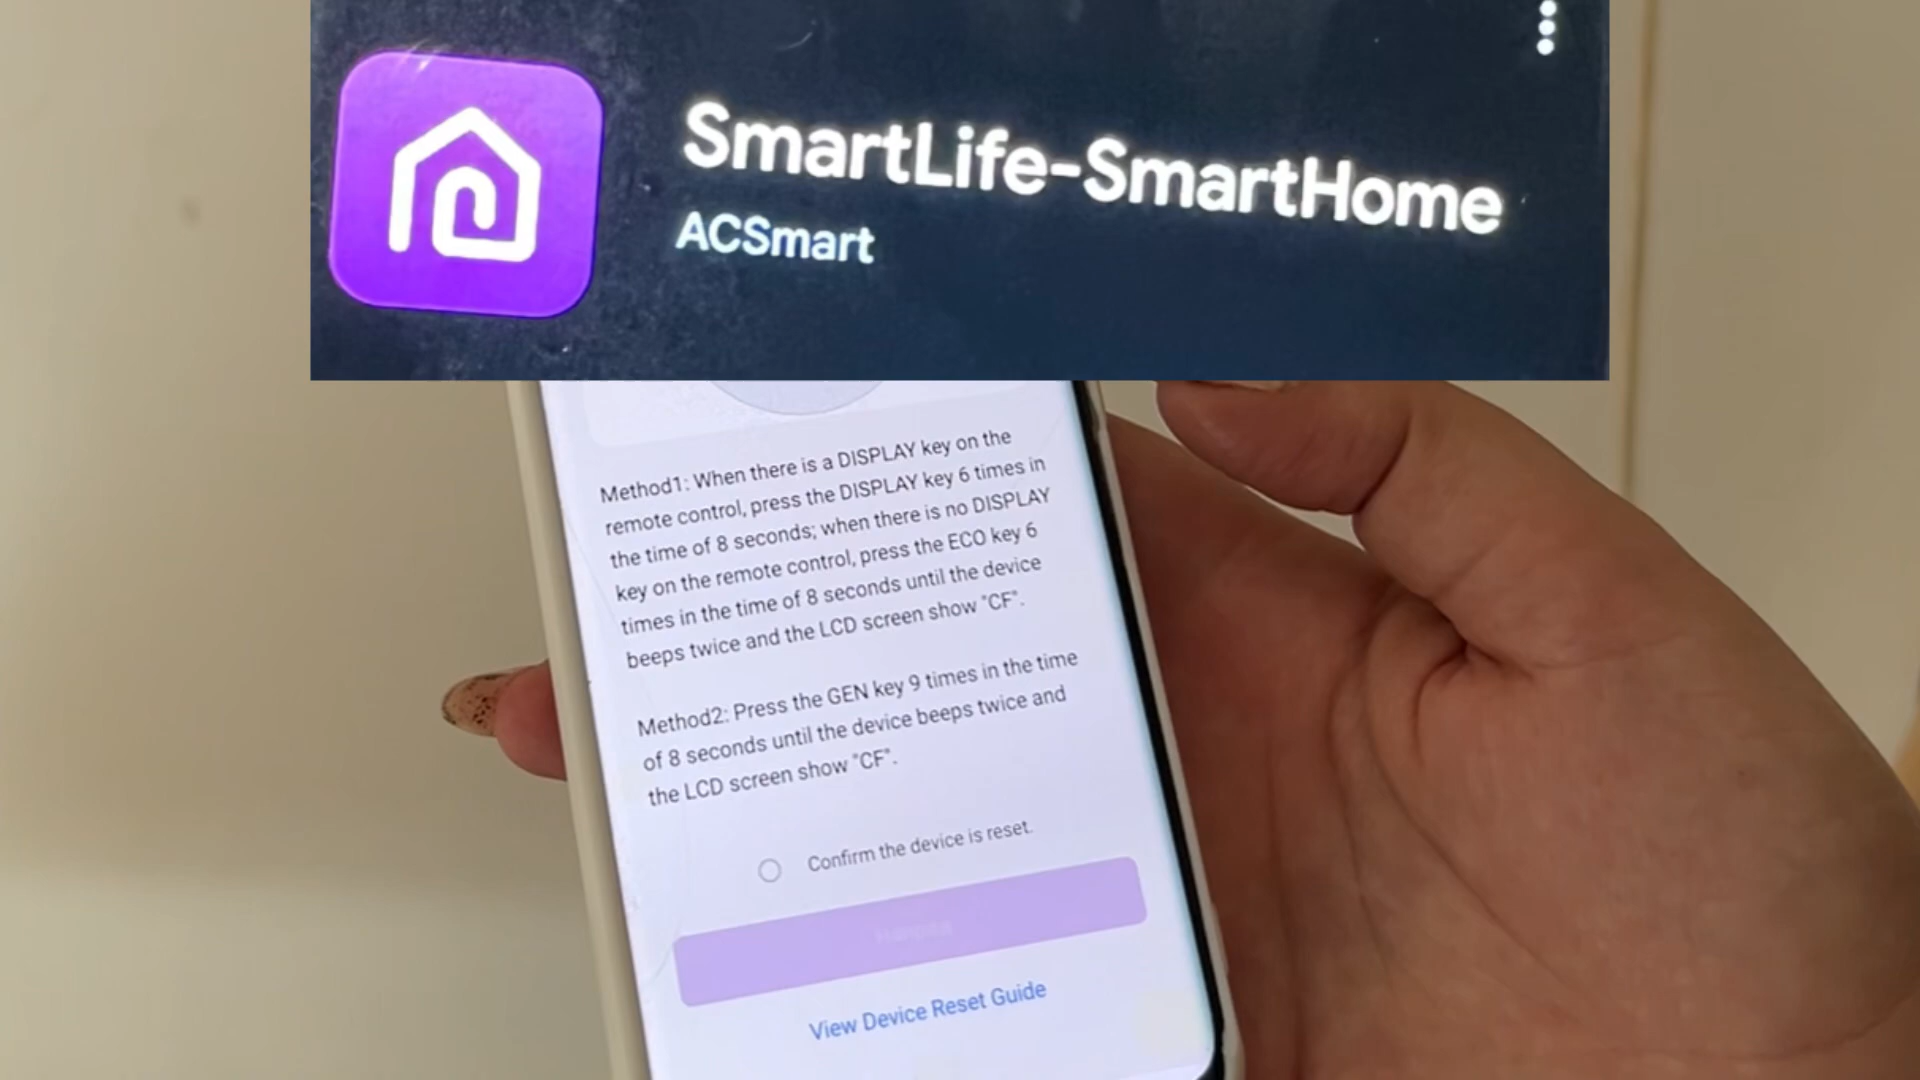 SmartLife-SmartHome
ACSmart
Method1: When there is a DISPLAY key on the
remote control, press the DISPLAY key 6 times in
the time of 8 seconds; when there is no DISPLAY
key on the remote control, press the ECO key 6
times in the time of 8 seconds until the device
beeps twice and the LCD screen show "CF".
Method2: Press the GEN key 9 times in the time
of 8 seconds until the device beeps twice and
the LCD screen show "CF".
Confirm the device is reset.
View Device Reset Guide